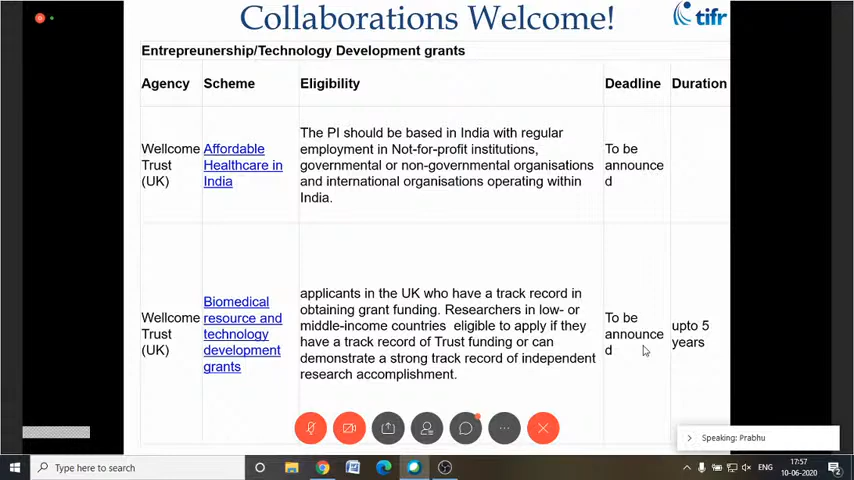 Collaborations Welcome!
tifr
Entrepreunership/Technology Development grants
Agency Scheme Eligibility Deadline Duration
Wellcome Trust (UK)
Affordable Healthcare in India
The PI should be based in India with regular
employment in Not-for-profit institutions,
governmental or non-governmental organisations
and international organisations operating within
India.
To be
announce
d
Wellcome
Trust
(UK)
Biomedical
resource and
technology
development
grants
applicants in the UK who have a track record in
obtaining grant funding. Researchers in low- or
middle-income countries eligible to apply if they
have a track record of Trust funding or can
demonstrate a strong track record of independent
research accomplishment.
To be
announce
d
upto 5
years
Speaking: Prabhu
Type here to search
ENG
17:57
10-06-2020
2